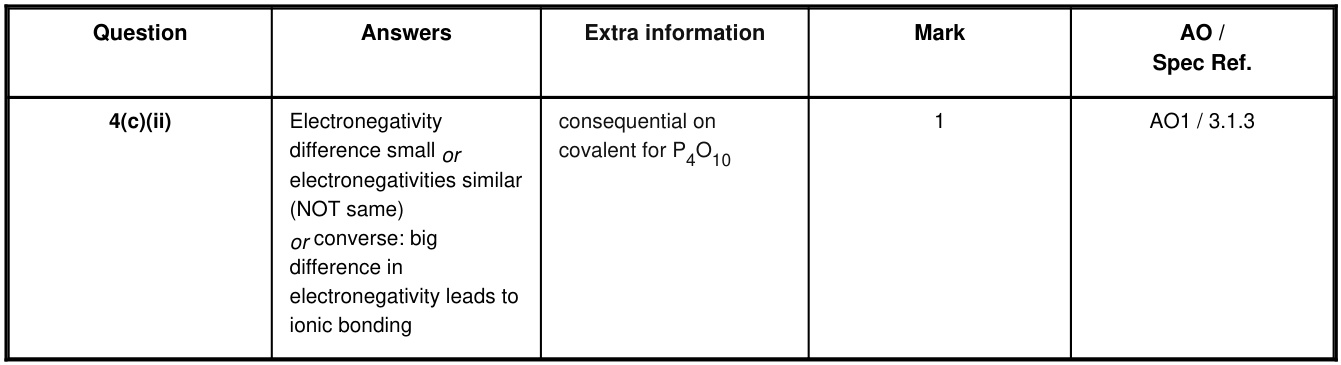 Question Answers Extra information Mark AO /
Spec Ref.
4(c)(ii) Electronegativity consequential on 1 AO1 / 3.1.3
difference small or covalent for P4O10
electronegativities similar
(NOT same)
or converse: big
difference in
electronegativity leads to
ionic bonding